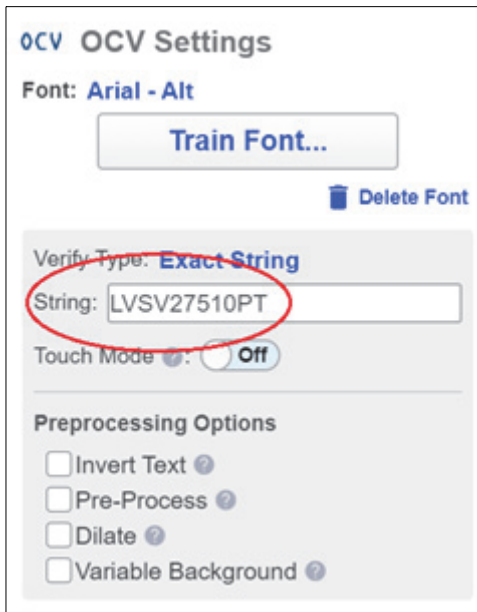 OCV OCV Settings
Font: Arial - Alt
Train Font...
Delete Font
Verify Type: Exact String
String: LVSV27510PT
Touch Mode ?: Off
Preprocessing Options
Invert Text ?
Pre-Process ?
Dilate ?
Variable Background ?